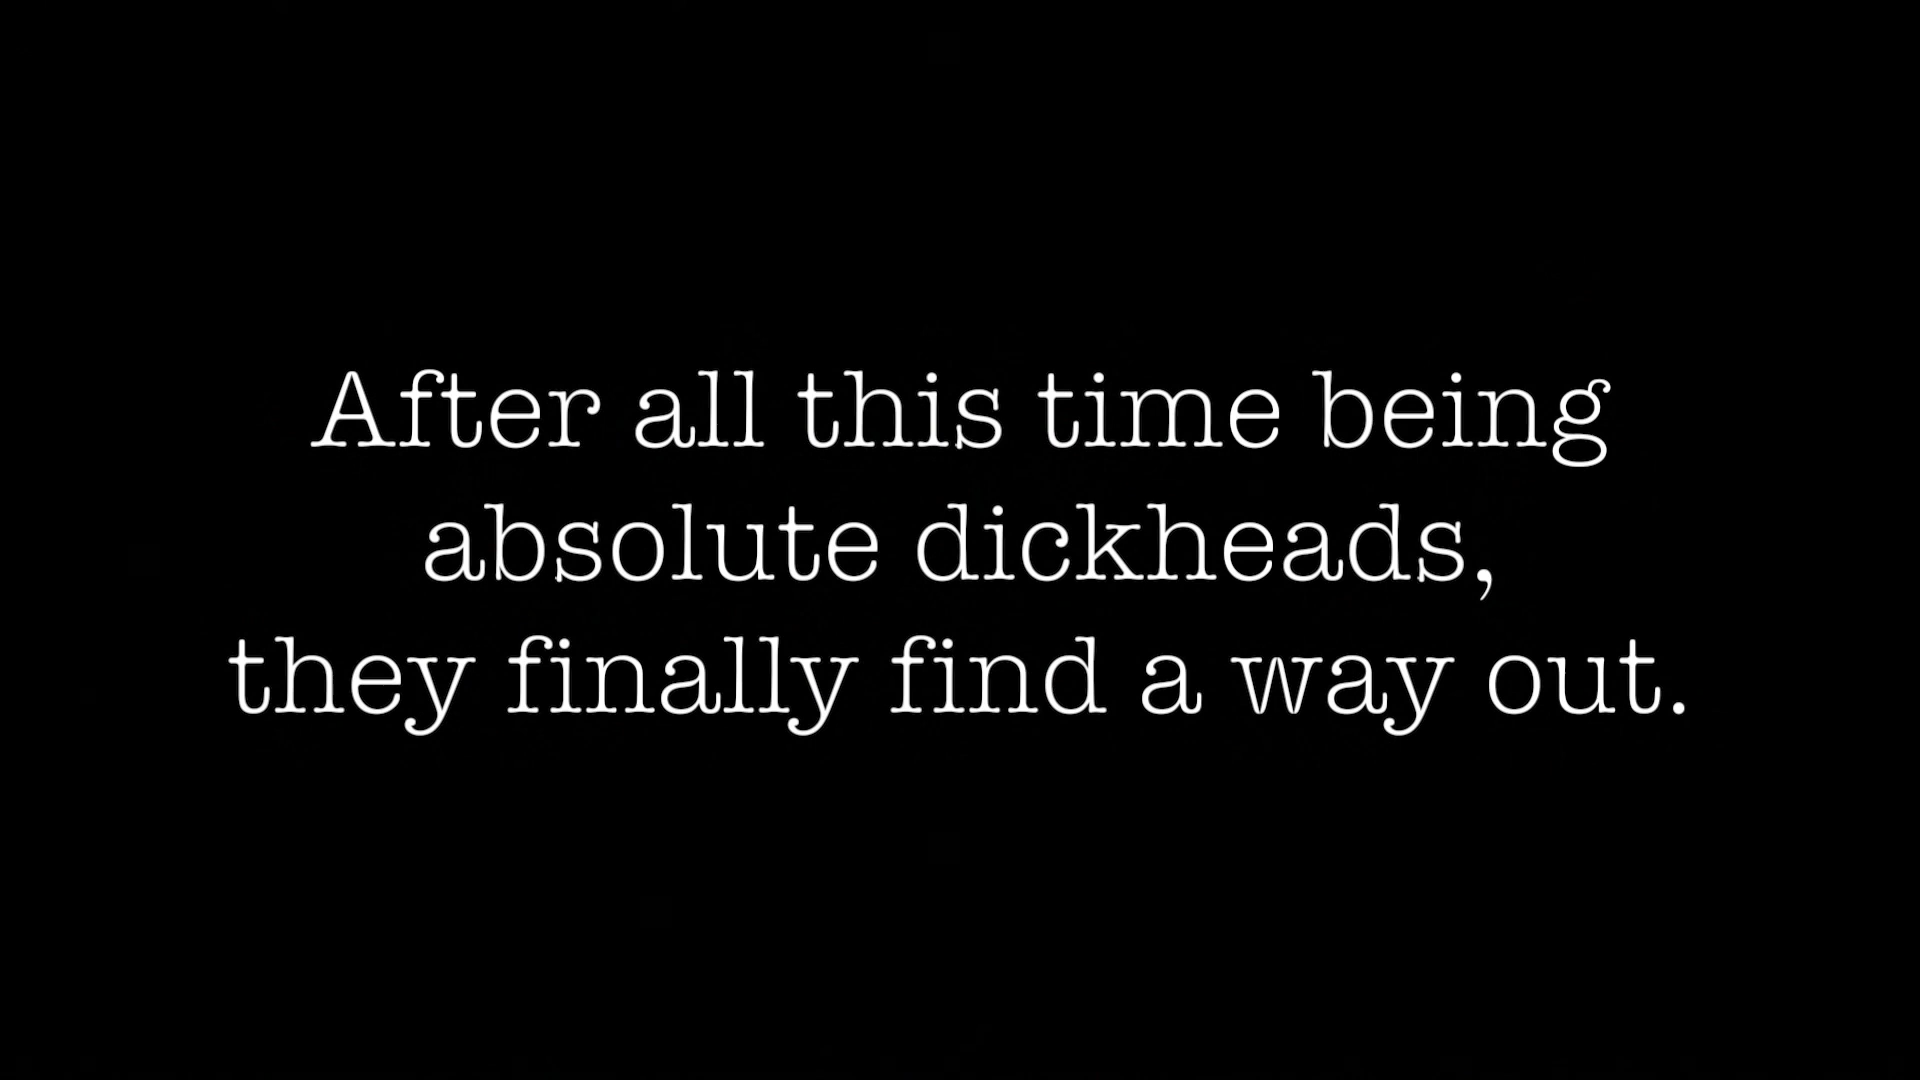 After all this time being
absolute dickheads,
they finally find a way out.